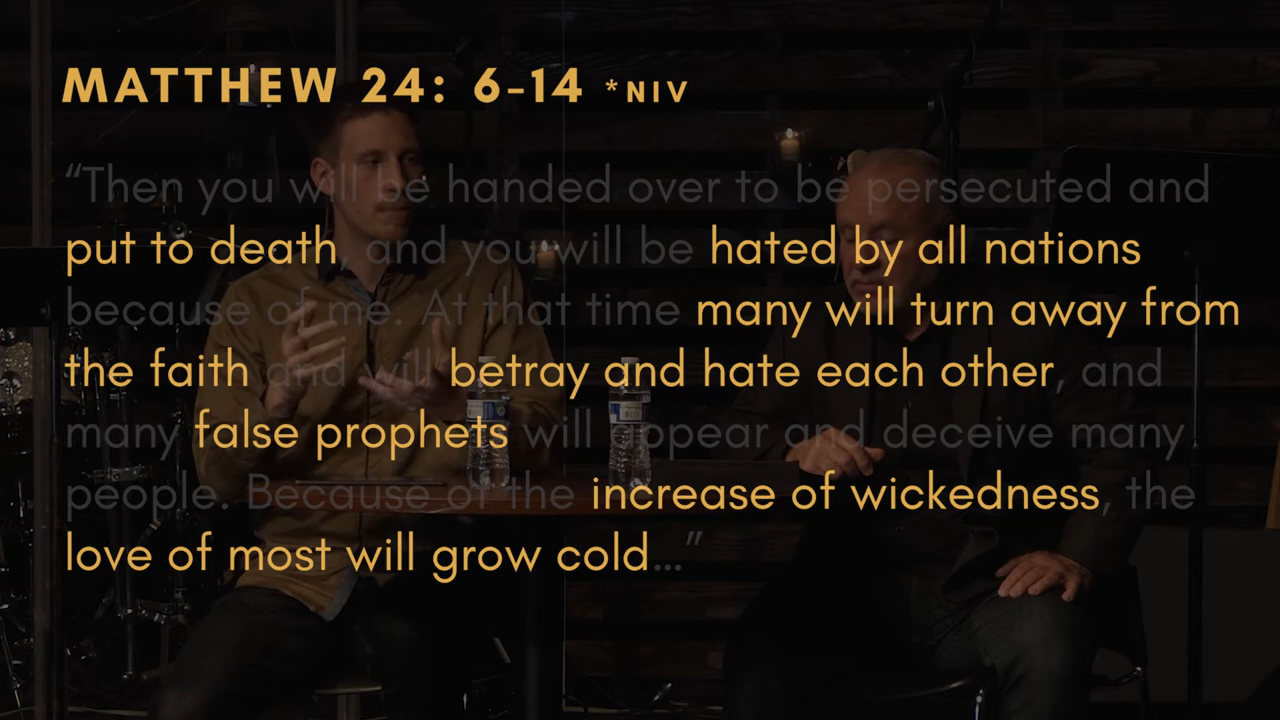 MATTHEW 24: 6-14 *NIV
“Then you will be handed over to be persecuted and
put to death, and you will be hated by all nations
because of me. At that time many will turn away from
the faith and will betray and hate each other, and
many false prophets will appear and deceive many
people. Because of the increase of wickedness, the
love of most will grow cold...”